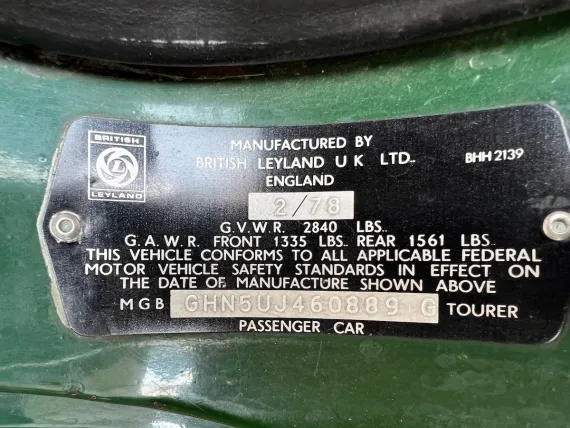 BRITISH
L
LEYLAND
MANUFACTURED BY
BRITISH LEYLAND U K LTD.
BHH 2139
ENGLAND
2/78
G.V.W.R. 2840 LBS.
G.A.W.R. FRONT 1335 LBS. REAR 1561 LBS.
THIS VEHICLE CONFORMS TO ALL APPLICABLE FEDERAL
MOTOR VEHICLE SAFETY STANDARDS IN EFFECT ON
THE DATE OF MANUFACTURE SHOWN ABOVE
MGB GHN5UJ460889 G TOURER
PASSENGER CAR